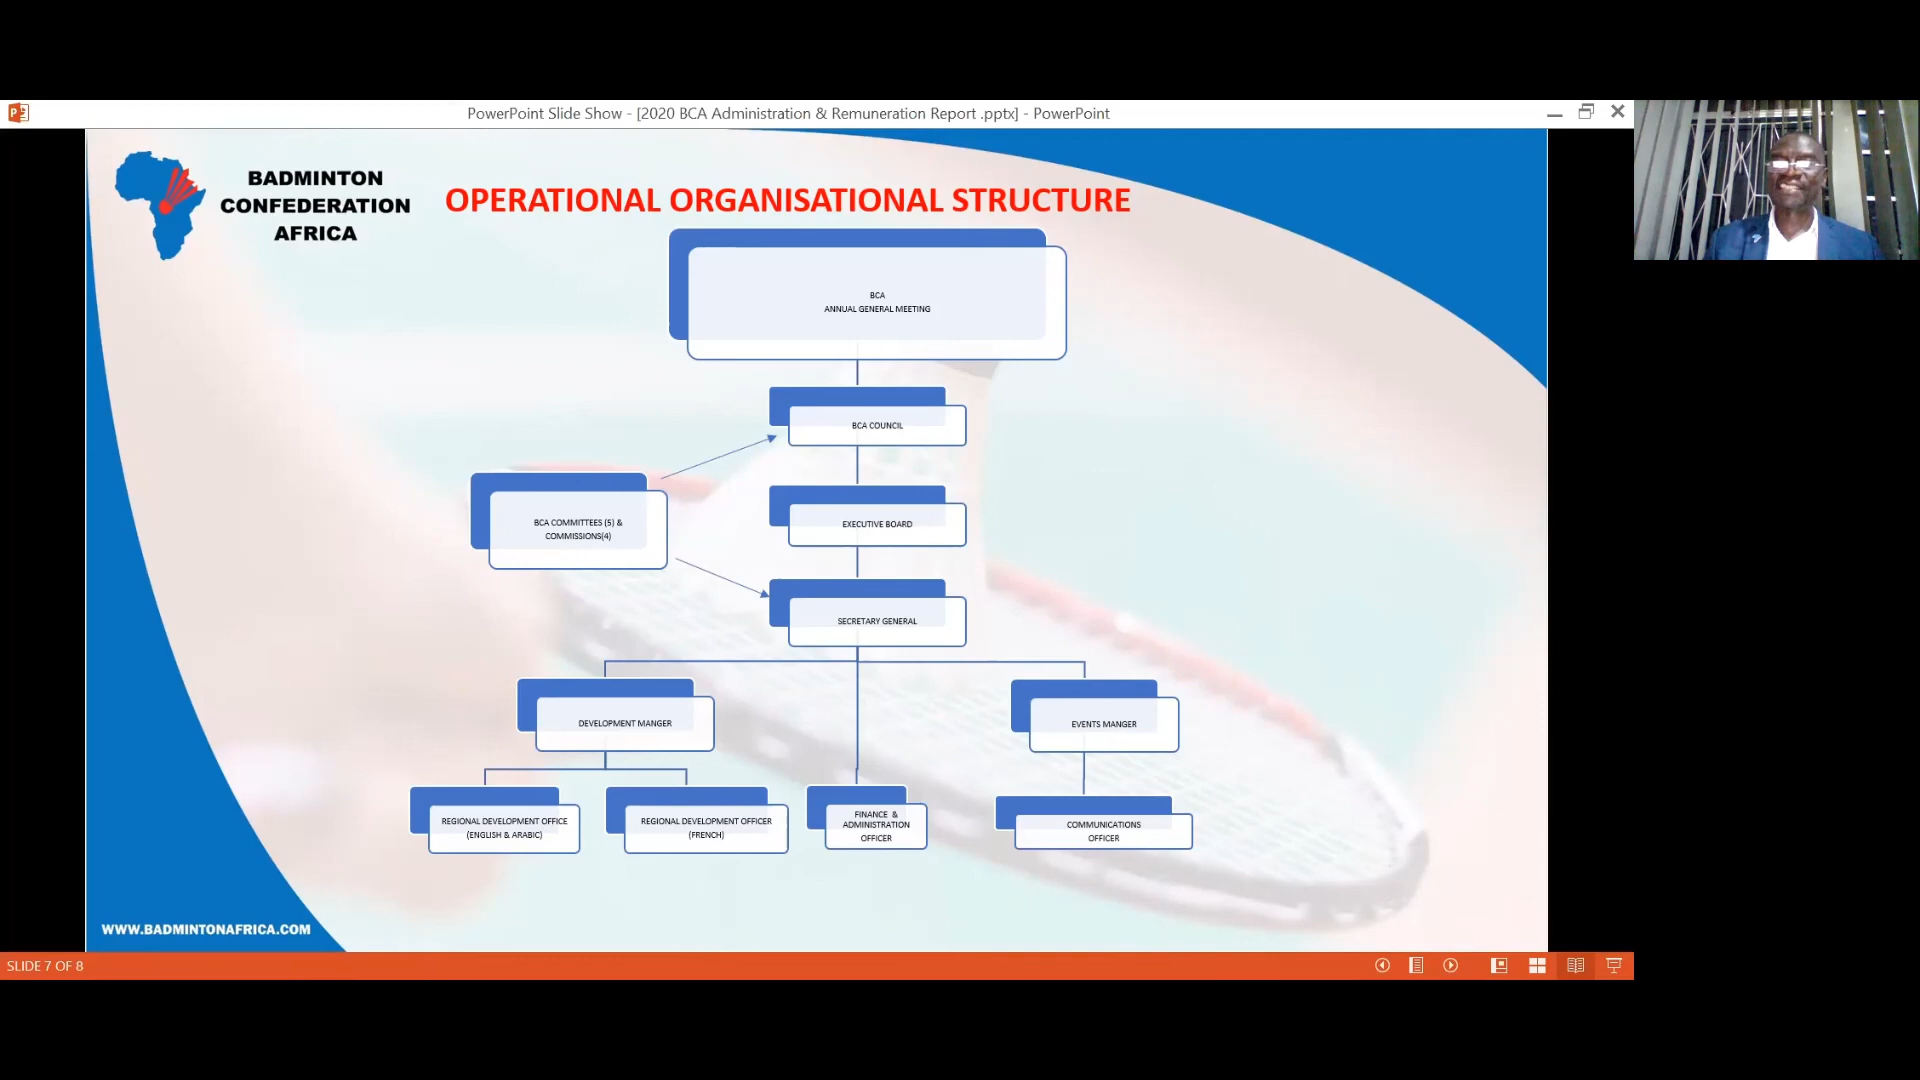 PowerPoint Slide Show - [2020 BCA Administration & Remuneration Report .pptx] - PowerPoint
BADMINTON
CONFEDERATION
AFRICA
OPERATIONAL ORGANISATIONAL STRUCTURE
BCA
ANNUAL GENERAL MEETING
BCA COUNCIL
BCA COMMITTEES (5) &
COMMISSIONS(4)
EXECUTIVE BOARD
SECRETARY GENERAL
DEVELOPMENT MANGER
EVENTS MANGER
REGIONAL DEVELOPMENT OFFICE
(ENGLISH & ARABIC)
REGIONAL DEVELOPMENT OFFICER
(FRENCH)
FINANCE &
ADMINISTRATION
OFFICER
COMMUNICATIONS
OFFICER
WWW.BADMINTONAFRICA.COM
SLIDE 7 OF 8